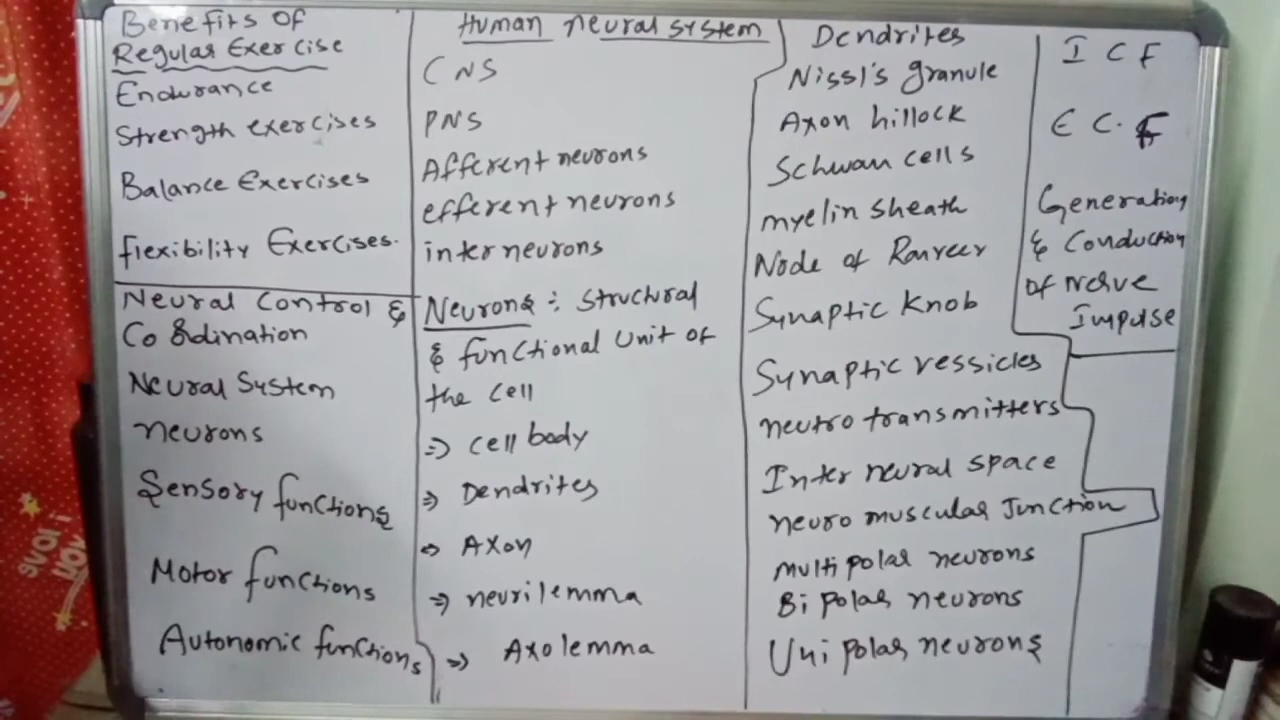 Benefits Of
Regular Exercise
Endurance
Strength exercises
Balance Exercises
flexibility Exercises.
Neural Control &
Co ordination
Neural System
neurons
Sensory functions
Motor functions
Autonomic functions
Human neural system
CNS
PNS
Afferent neurons
efferent neurons
inter neurons
Neurons : Structural
& functional Unit of
the cell
⇒ Cell body
⇒ Dendrites
⇒ Axon
⇒ neurilemma
⇒ Axolemma
Dendrites
Nissl's granule
Axon hillock
Schwan cells
myelin sheath
Node of Ranveer
Synaptic Knob
Synaptic vessicles
neutro transmitters
Inter neural space
neuro muscular Junction
multi polar neurons
Bi polar neurons
Uni polar neurons
I C F
E C. F
Generation
& Conduction
of nerve
Impulse